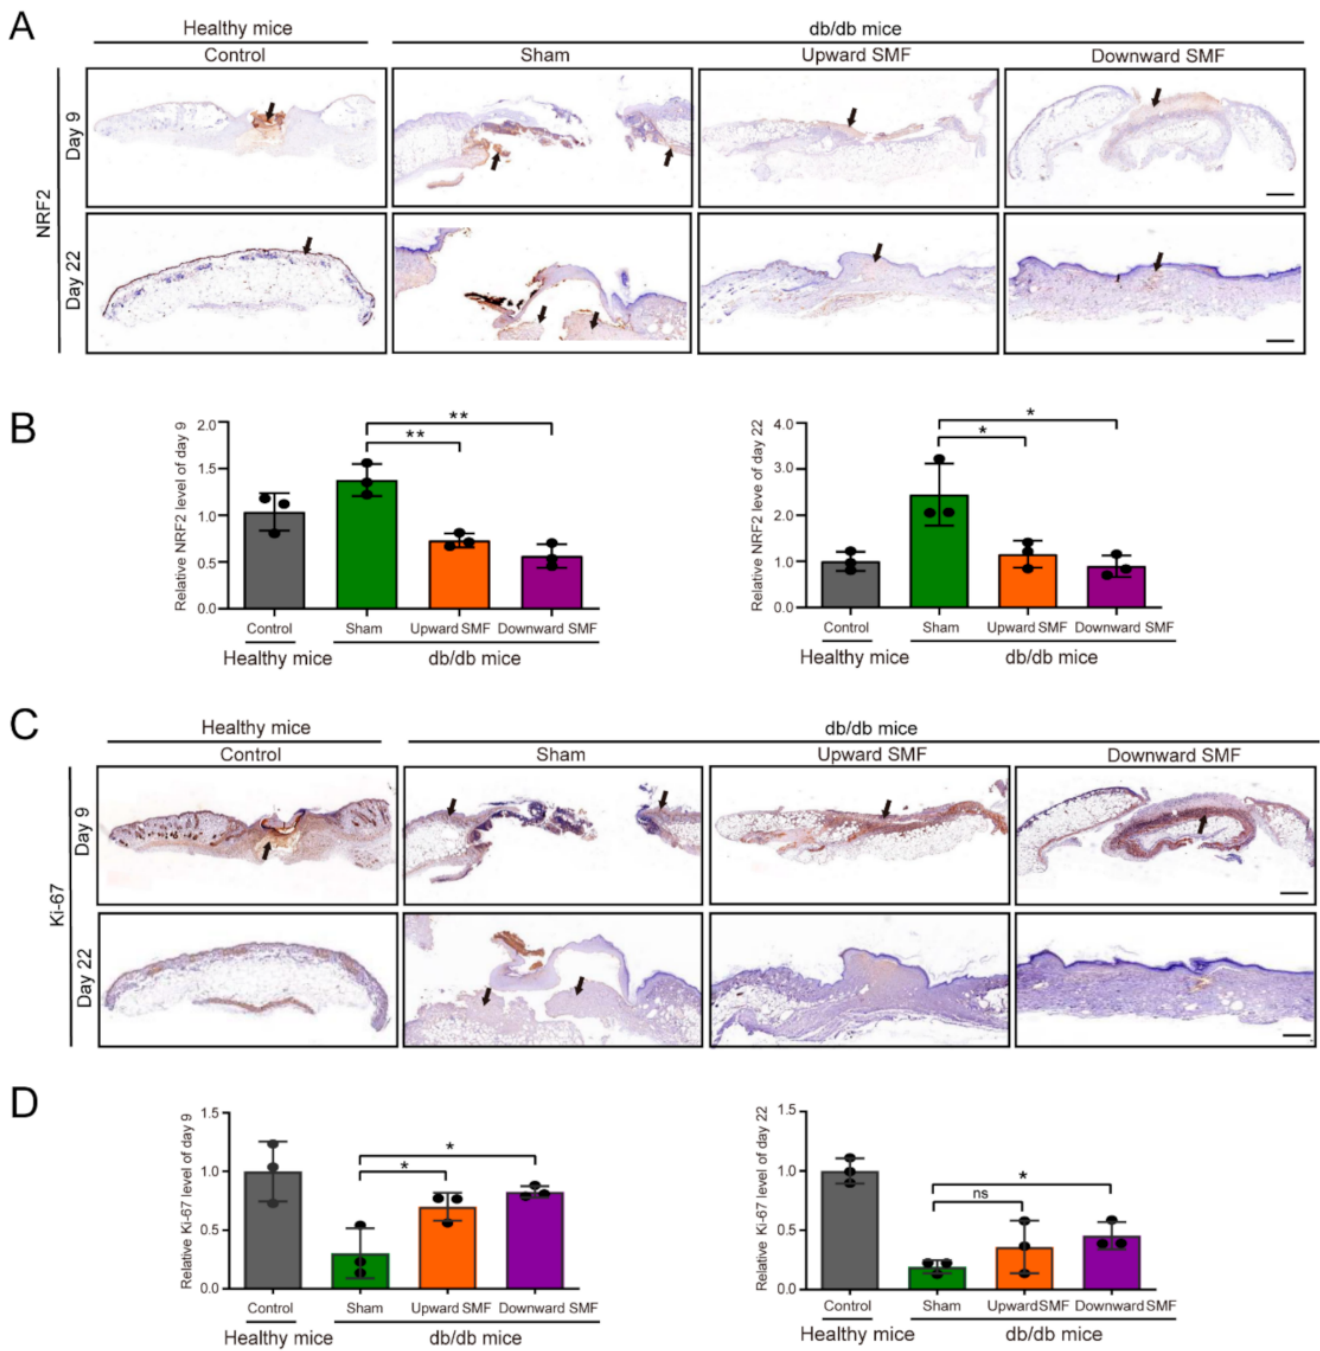 A
Healthy mice
db/db mice
Control
Sham
Upward SMF
Downward SMF
NRF2
Day 9
Day 22
B
Relative NRF2 level of day 9
2.0
1.5
1.0
0.5
0.0
**
**
Control
Sham
Upward SMF
Downward SMF
Healthy mice
db/db mice
Relative NRF2 leve of day 22
4.0
3.0
2.0
1.0
0.0
*
*
Control
Sham
Upward SMF
Downward SMF
Healthy mice
db/db mice
C
Healthy mice
db/db mice
Control
Sham
Upward SMF
Downward SMF
Ki-67
Day 9
Day 22
D
Relative Ki-67 level of day 9
1.5
1.0
0.5
0.0
*
*
Control
Sham
Upward SMF
Downward SMF
Healthy mice
db/db mice
Relative Ki-67 level of day 22
1.5
1.0
0.5
0.0
*
ns
Control
Sham
UpwardSMF
Downward SMF
Healthy mice
db/db mice